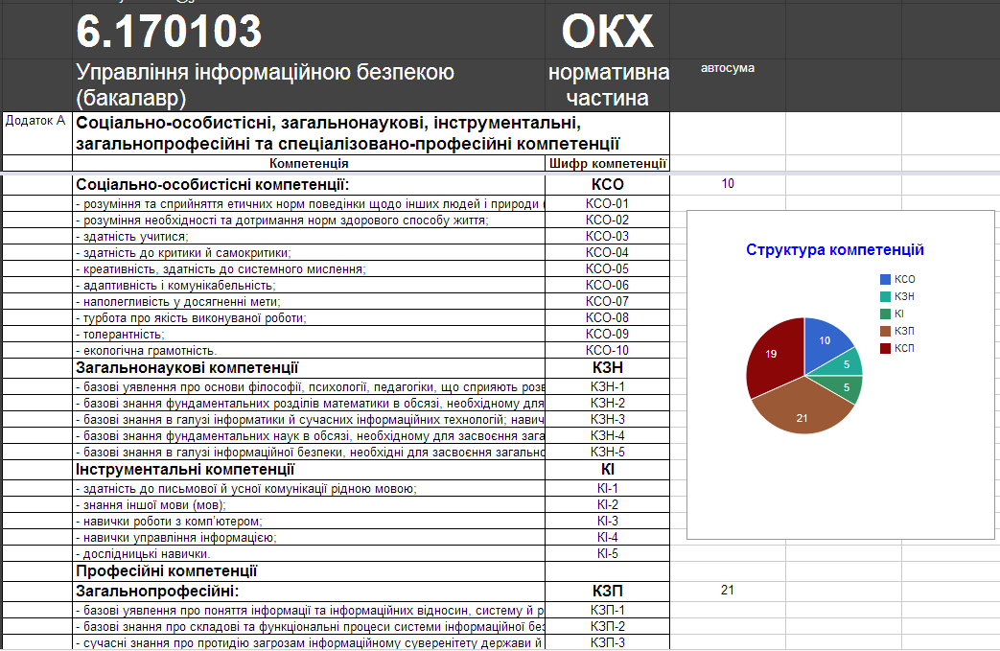 6.170103 ОКХ
Управління інформаційною безпекою нормативна автосума
(бакалавр) частина
Додаток А Соціально-особистісні, загальнонаукові, інструментальні,
загальнопрофесійні та спеціалізовано-професійні компетенції
Компетенція Шифр компетенції
Соціально-особистісні компетенції: КСО 10
- розуміння та сприйняття етичних норм поведінки щодо інших людей і природи КСО-01
- розуміння необхідності та дотримання норм здорового способу життя; КСО-02
- здатність учитися; КСО-03
- здатність до критики й самокритики; КСО-04
- креативність, здатність до системного мислення; КСО-05
- адаптивність і комунікабельність; КСО-06
- наполегливість у досягненні мети; КСО-07
- турбота про якість виконуваної роботи; КСО-08
- толерантність; КСО-09
- екологічна грамотність. КСО-10
Загальнонаукові компетенції КЗН
- базові уявлення про основи філософії, психології, педагогіки, що сприяють розв КЗН-1
- базові знання фундаментальних розділів математики в обсязі, необхідному для КЗН-2
- базові знання в галузі інформатики й сучасних інформаційних технологій; навич КЗН-3
- базові знання фундаментальних наук в обсязі, необхідному для засвоєння зага КЗН-4
- базові знання в галузі інформаційної безпеки, необхідні для засвоєння загально КЗН-5
Інструментальні компетенції КІ
- здатність до письмової й усної комунікації рідною мовою; КІ-1
- знання іншої мови (мов); КІ-2
- навички роботи з комп'ютером; КІ-3
- навички управління інформацією; КІ-4
- дослідницькі навички. КІ-5
Професійні компетенції
Загальнопрофесійні: КЗП 21
- базові уявлення про поняття інформації та інформаційних відносин, систему й р КЗП-1
- базові знання про складові та функціональні процеси системи інформаційної без КЗП-2
- сучасні знання про протидію загрозам інформаційному суверенітету держави й КЗП-3
Структура компетенцій
КСО
КЗН
КІ
КЗП
КСП
10
5
5
21
19